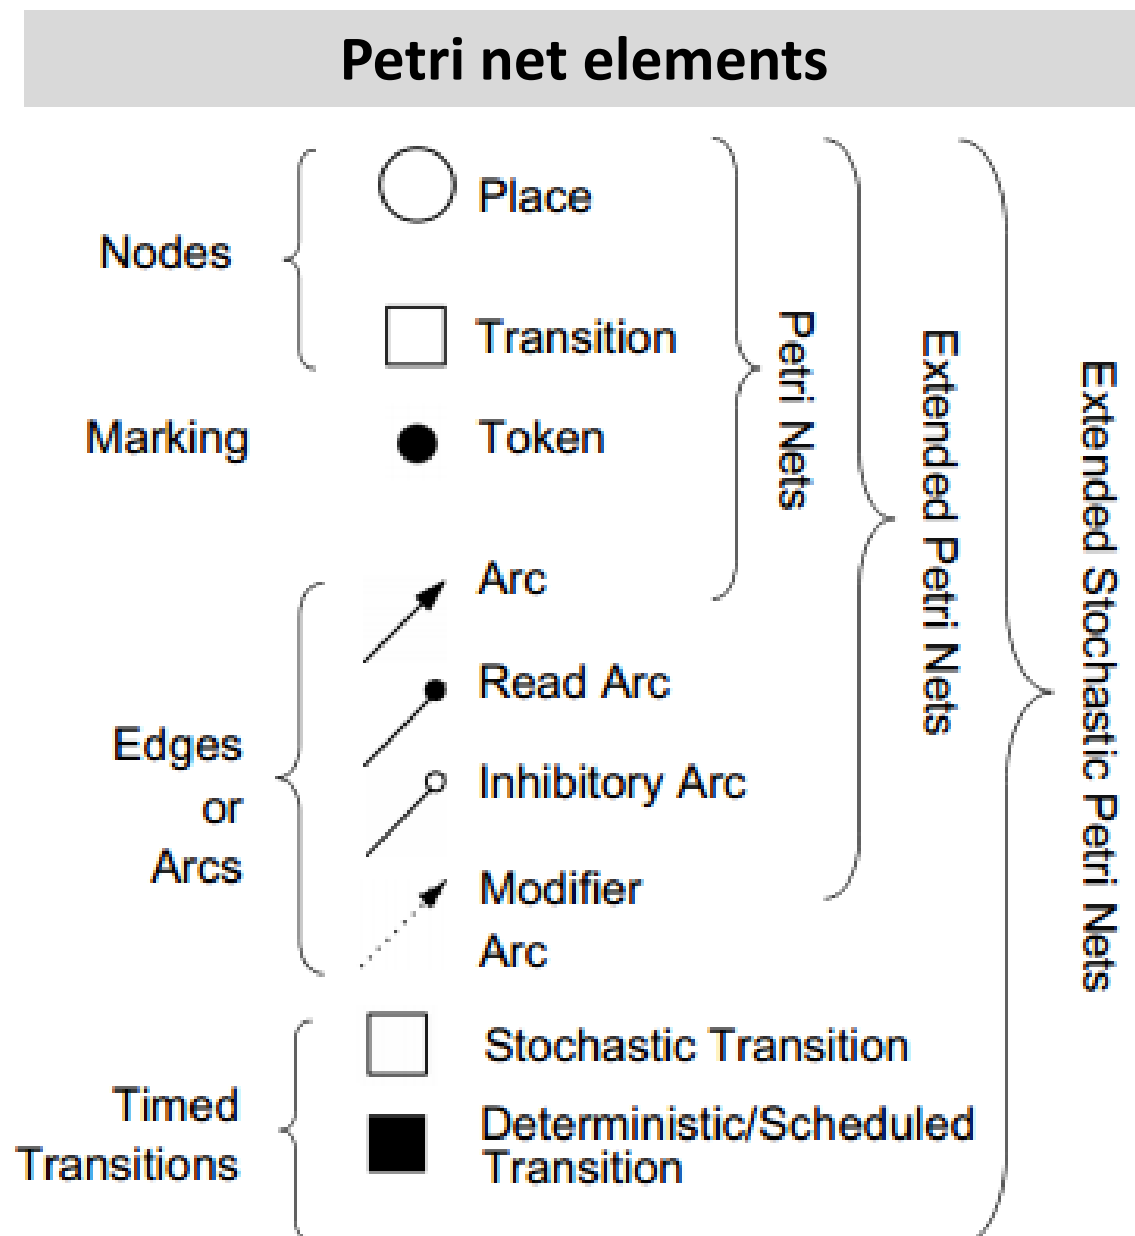 Petri net elements
Nodes
Place
Transition
Marking
Token
Edges
or
Arcs
Arc
Read Arc
Inhibitory Arc
Modifier
Arc
Timed
Transitions
Stochastic Transition
Deterministic/Scheduled
Transition
Petri Nets
Extended Petri Nets
Extended Stochastic Petri Nets